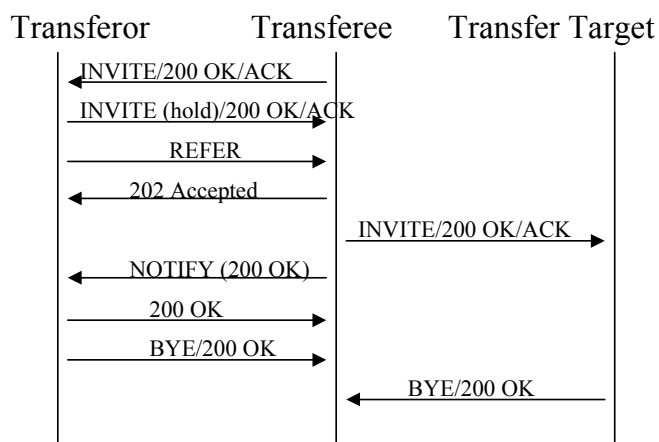 Transferor Transferee Transfer Target
INVITE/200 OK/ACK
INVITE (hold)/200 OK/ACK
REFER
202 Accepted
INVITE/200 OK/ACK
NOTIFY (200 OK)
200 OK
BYE/200 OK
BYE/200 OK